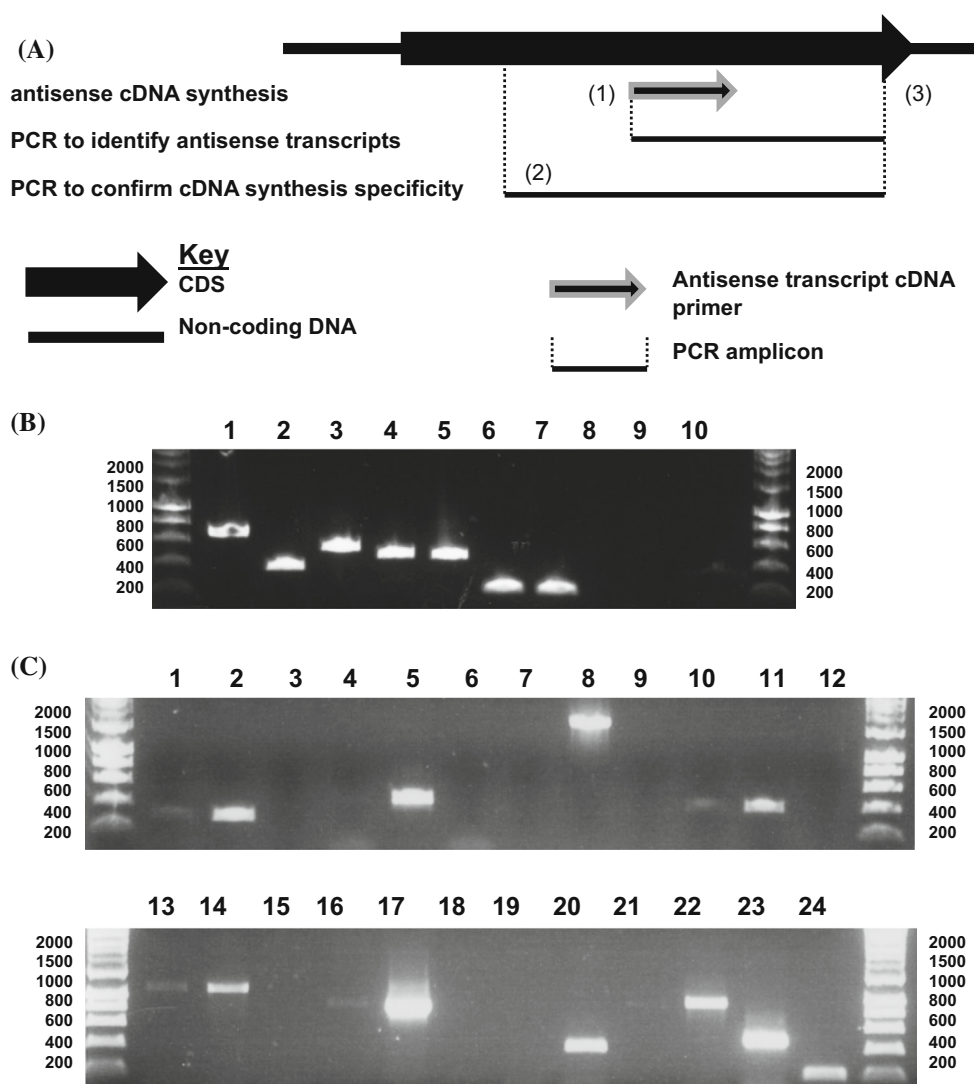 (A)
antisense cDNA synthesis
(1)
(3)
PCR to identify antisense transcripts
PCR to confirm cDNA synthesis specificity
(2)
Key
CDS
Non-coding DNA
Antisense transcript cDNA
primer
PCR amplicon
(B)
1 2 3 4 5 6 7 8 9 10
2000 2000
1500 1500
1000 1000
800 800
600 600
400 400
200 200
(C)
1 2 3 4 5 6 7 8 9 10 11 12
2000 2000
1500 1500
1000 1000
800 800
600 600
400 400
200 200
13 14 15 16 17 18 19 20 21 22 23 24
2000 2000
1500 1500
1000 1000
800 800
600 600
400 400
200 200